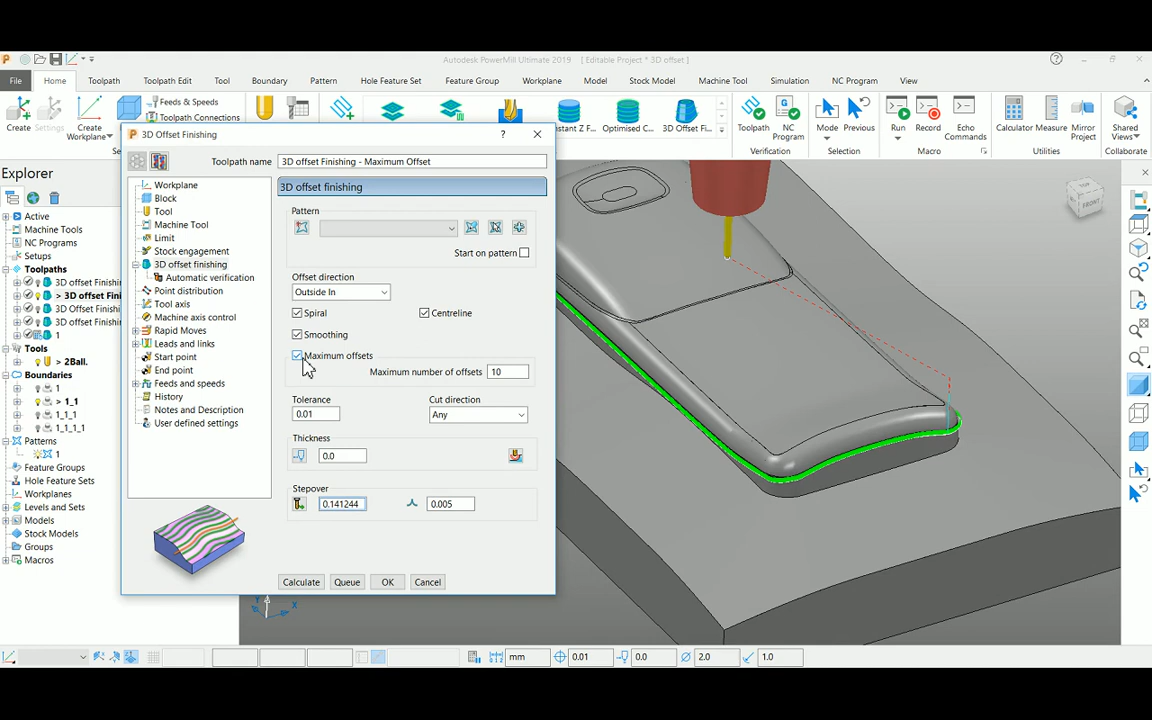 Autodesk PowerMill Ultimate 2019 [ Editable Project * 3D offset ]
File Home Toolpath Toolpath Edit Tool Boundary Pattern Hole Feature Set Feature Group Workplane Model Stock Model Machine Tool Simulation NC Program View
Create
Settings
Create
Workplane
Feeds & Speeds
Toolpath Connections
nstant Z F...
Optimised C...
3D Offset Fi...
Toolpath
NC
Program
Verification
Mode
Previous
Selection
Run
Record
Echo
Commands
Macro
Calculator
Measure
Mirror
Project
Utilities
Shared
Views
Collaborate
Explorer
Active
Machine Tools
NC Programs
Setups
Toolpaths
3D offset Finishi
> 3D offset Fini
3D Offset Finishi
3D offset Finishi
1
Tools
> 2Ball.
Boundaries
1
> 1_1
1_1_1
1_1_1_1
Patterns
1
Feature Groups
Hole Feature Sets
Workplanes
Levels and Sets
Models
Stock Models
Groups
Macros
3D Offset Finishing
?
Toolpath name 3D offset Finishing - Maximum Offset
Workplane
Block
Tool
Machine Tool
Limit
Stock engagement
3D offset finishing
Automatic verification
Point distribution
Tool axis
Machine axis control
Rapid Moves
Leads and links
Start point
End point
Feeds and speeds
History
Notes and Description
User defined settings
3D offset finishing
Pattern
Start on pattern
Offset direction
Outside In
Spiral Centreline
Smoothing
Maximum offsets
Maximum number of offsets 10
Tolerance Cut direction
0.01 Any
Thickness
0.0
Stepover
0.141244 0.005
Calculate Queue OK Cancel
TOP
FRONT
X
mm 0.01 0.0 2.0 1.0